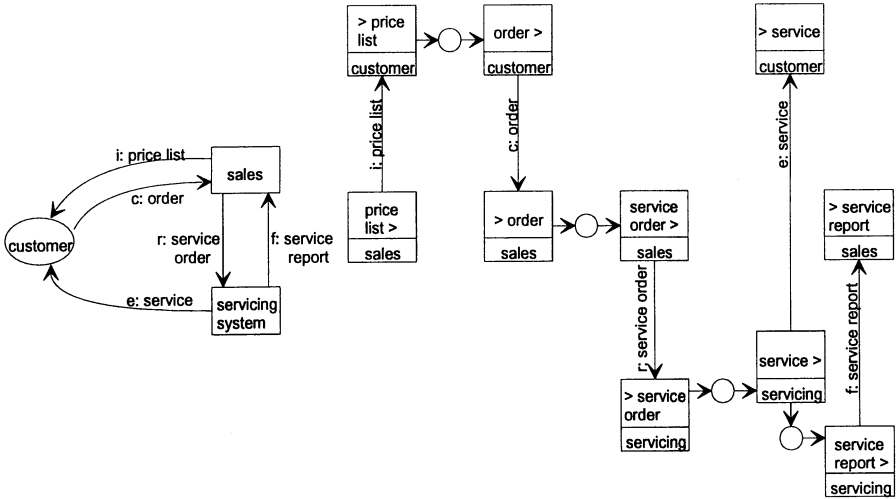 i: price list
sales
c: order
customer
r: service
order
f: service
report
e: service
servicing
system
> price
list
customer
order >
customer
i: price list
c: order
price
list >
sales
> order
sales
service
order >
sales
r: service order
> service
order
servicing
> service
customer
e: service
service >
servicing
> service
report
sales
f: service report
service
report >
servicing